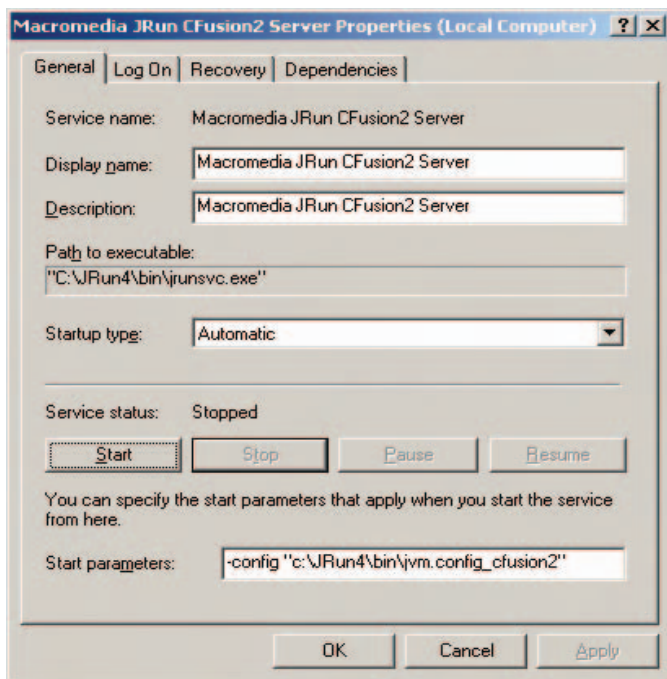 Macromedia JRun CFusion2 Server Properties (Local Computer)
General Log On Recovery Dependencies
Service name: Macromedia JRun CFusion2 Server
Display name: Macromedia JRun CFusion2 Server
Description: Macromedia JRun CFusion2 Server
Path to executable:
"C:\JRun4\bin\jrunsvc.exe"
Startup type: Automatic
Service status: Stopped
Start Stop Pause Resume
You can specify the start parameters that apply when you start the service
from here.
Start parameters: -config "c:\JRun4\bin\jvm.config_cfusion2"
OK Cancel Apply